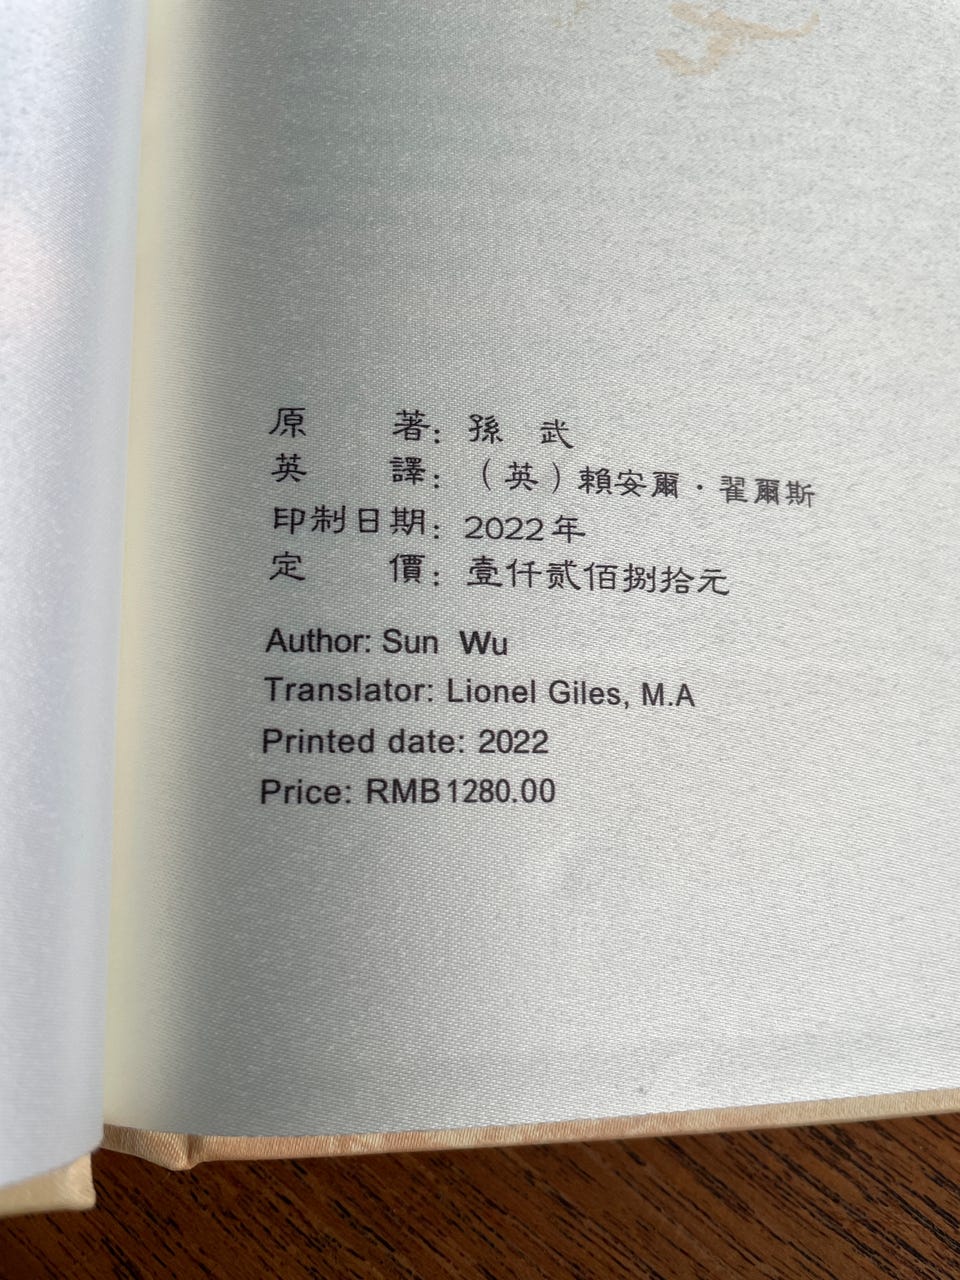 原 著：孫 武
英 譯：（英）賴安爾·翟爾斯
印制日期：2022年
定 價：壹仟贰佰捌拾元
Author: Sun Wu
Translator: Lionel Giles, M.A
Printed date: 2022
Price: RMB1280.00